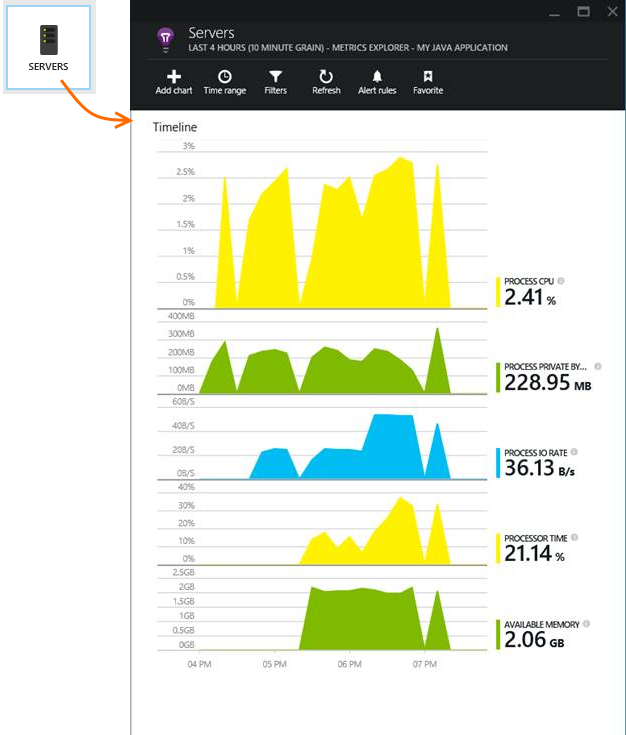 SERVERS
Servers
LAST 4 HOURS (10 MINUTE GRAIN) - METRICS EXPLORER - MY JAVA APPLICATION
Add chart Time range Filters Refresh Alert rules Favorite
Timeline
3%
2.5%
2%
1.5%
1%
0.5%
0%
PROCESS CPU
2.41 %
400MB
300MB
200MB
100MB
0MB
PROCESS PRIVATE BY...
228.95 MB
60B/S
40B/S
20B/S
0B/S
PROCESS IO RATE
36.13 B/s
40%
30%
20%
10%
0%
PROCESSOR TIME
21.14 %
2.5GB
2GB
1.5GB
1GB
0.5GB
0GB
AVAILABLE MEMORY
2.06 GB
04 PM 05 PM 06 PM 07 PM